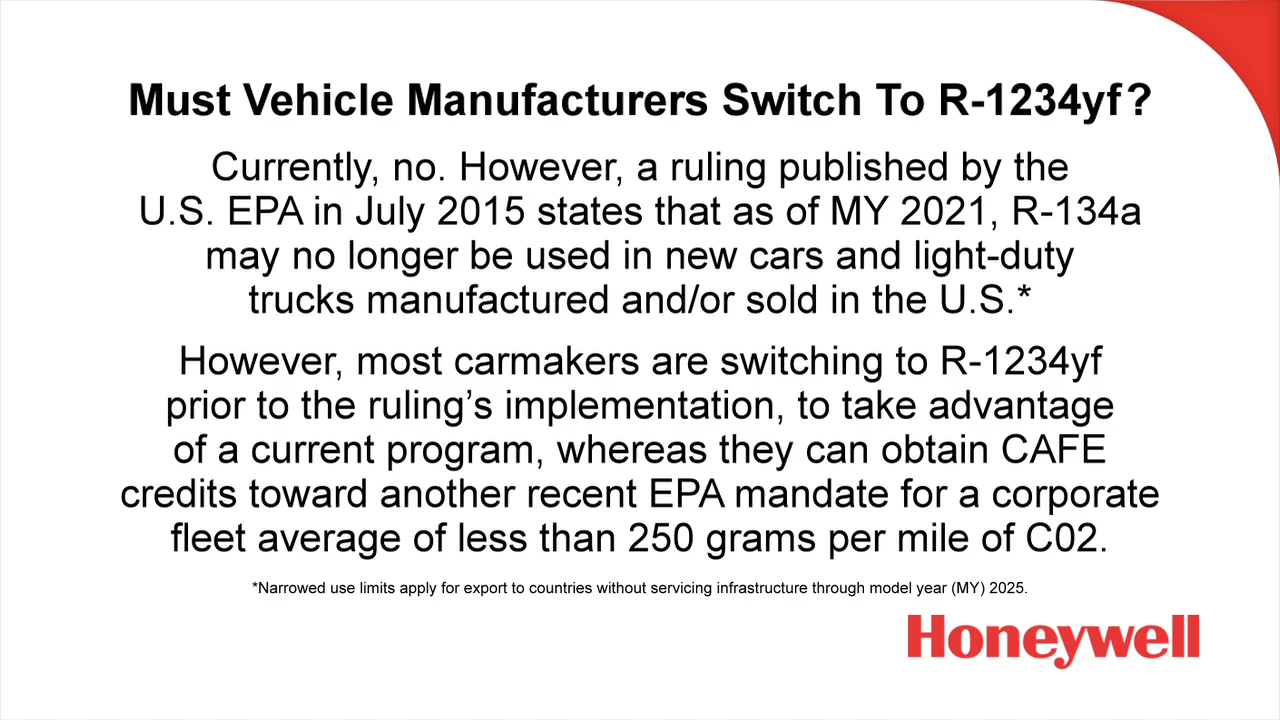 Must Vehicle Manufacturers Switch To R-1234yf?
Currently, no. However, a ruling published by the
U.S. EPA in July 2015 states that as of MY 2021, R-134a
may no longer be used in new cars and light-duty
trucks manufactured and/or sold in the U.S.*
However, most carmakers are switching to R-1234yf
prior to the ruling’s implementation, to take advantage
of a current program, whereas they can obtain CAFE
credits toward another recent EPA mandate for a corporate
fleet average of less than 250 grams per mile of C02.
*Narrowed use limits apply for export to countries without servicing infrastructure through model year (MY) 2025.
Honeywell